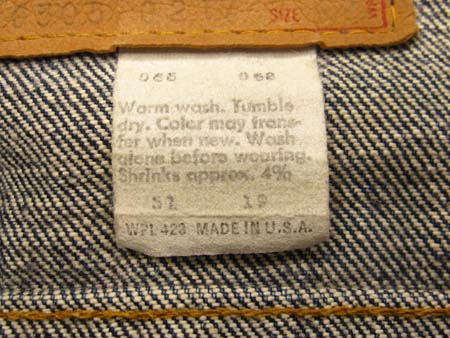 SIZE
Warm wash. Tumble
dry. Color may trans-
fer when new. Wash
alone before wearing.
Shrinks approx. 4%
WPL 423 MADE IN U.S.A.